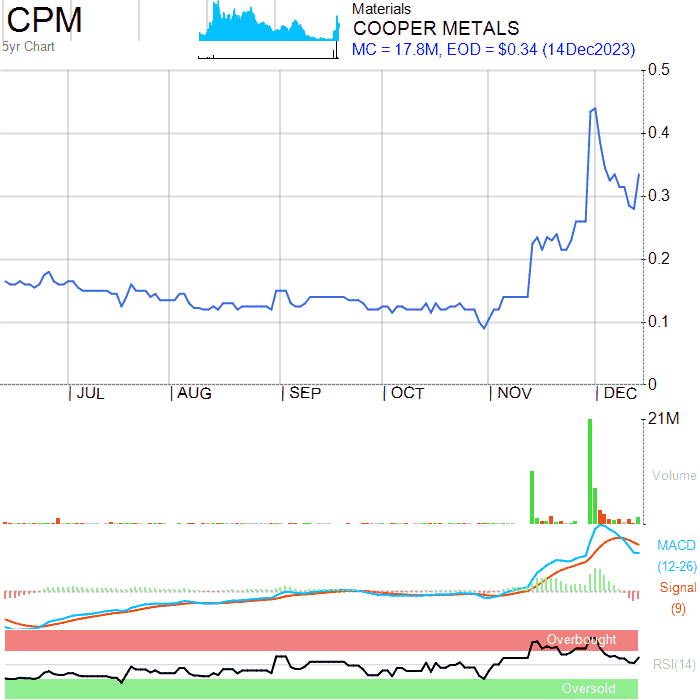 CPM
5yr Chart
Materials
COOPER METALS
MC = 17.8M, EOD = $0.34 (14Dec2023)
0.5
0.4
0.3
0.2
0.1
0
JUL AUG SEP OCT NOV DEC
21M
Volume
MACD
(12-26)
Signal
(9)
Overbought
RSI(14)
Oversold